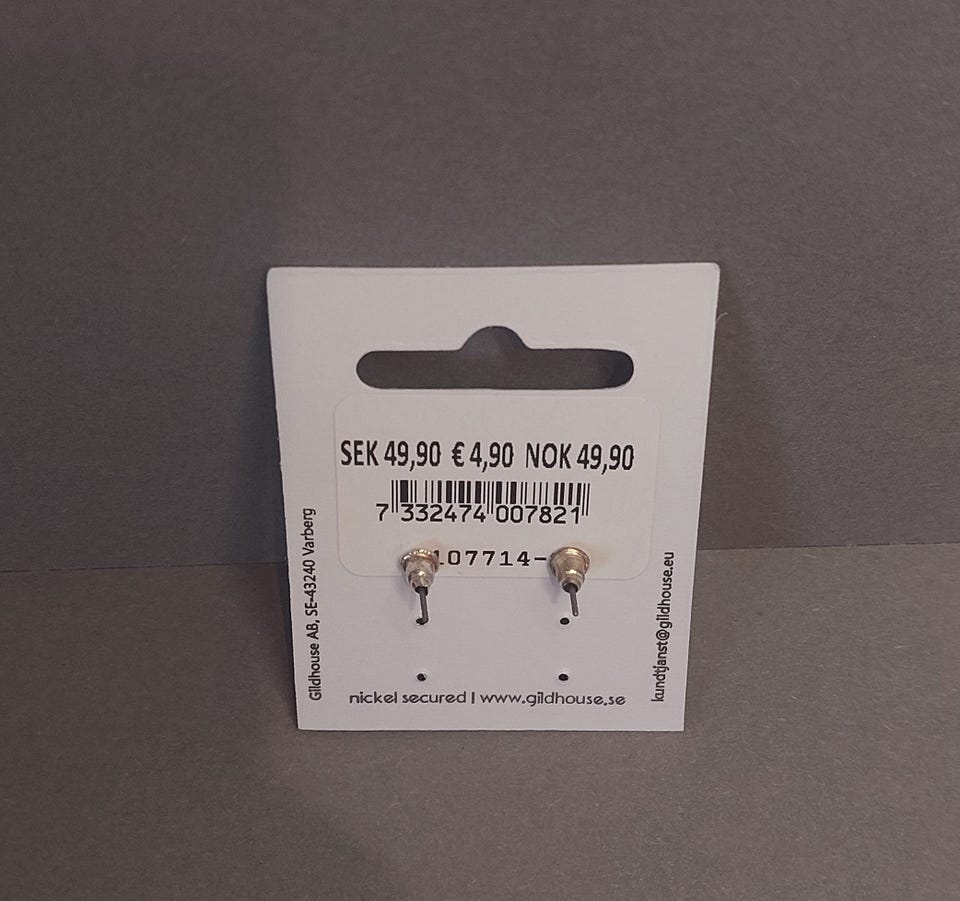 SEK 49,90 € 4,90 NOK 49,90
7 332474 007821
107714-
Gildhouse AB, SE-43240 Varberg
kundtjanst@gildhouse.eu
nickel secured | www.gildhouse.se